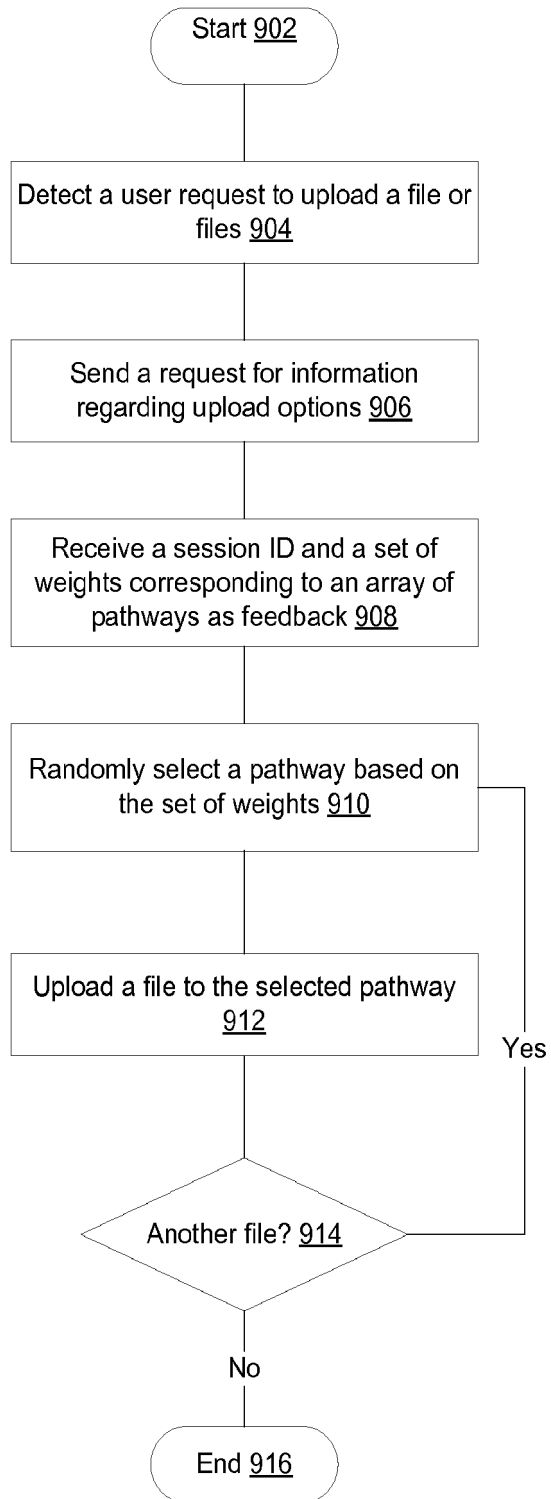 Start 902
Detect a user request to upload a file or
files 904
Send a request for information
regarding upload options 906
Receive a session ID and a set of
weights corresponding to an array of
pathways as feedback 908
Randomly select a pathway based on
the set of weights 910
Upload a file to the selected pathway
912
Yes
Another file? 914
No
End 916